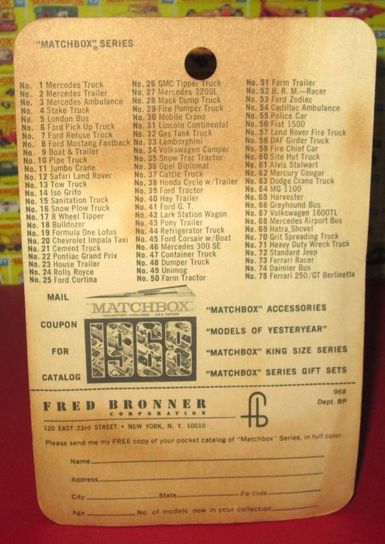 "MATCHBOX" SERIES
No. 1 Mercedes Truck
No. 2 Mercedes Trailer
No. 3 Mercedes Ambulance
No. 4 Stake Truck
No. 5 London Bus
No. 6 Ford Pick Up Truck
No. 7 Ford Refuse Truck
No. 8 Ford Mustang Fastback
No. 9 Boat & Trailer
No. 10 Pipe Truck
No. 11 Jumbo Crane
No. 12 Safari Land Rover
No. 13 Tow Truck
No. 14 Iso Grifo
No. 15 Sanitation Truck
No. 16 Snow Plow Truck
No. 17 8 Wheel Tipper
No. 18 Bulldozer
No. 19 Formula One Lotus
No. 20 Chevrolet Impala Taxi
No. 21 Cement Truck
No. 22 Pontiac Grand Prix
No. 23 House Trailer
No. 24 Rolls Royce
No. 25 Ford Cortina
No. 26 GMC Tipper Truck
No. 27 Mercedes 320SL
No. 28 Mack Dump Truck
No. 29 Fire Pumper Truck
No. 30 Mobile Crane
No. 31 Lincoln Continental
No. 32 Gas Tank Truck
No. 33 Lamborghini
No. 34 Volkswagen Camper
No. 35 Snow Trac Tractor
No. 36 Opel Diplomat
No. 37 Cattle Truck
No. 38 Honda Cycle w/Trailer
No. 39 Ford Tractor
No. 40 Hay Trailer
No. 41 Ford G. T.
No. 42 Lark Station Wagon
No. 43 Pony Trailer
No. 44 Refrigerator Truck
No. 45 Ford Corsair w/Boat
No. 46 Mercedes 300 SE
No. 47 Container Truck
No. 48 Dumper Truck
No. 49 Unimog
No. 50 Farm Tractor
No. 51 Farm Trailer
No. 52 B. R. M.—Racer
No. 53 Ford Zodiac
No. 54 Cadillac Ambulance
No. 55 Police Car
No. 56 Fiat 1500
No. 57 Land Rover Fire Truck
No. 58 DAF Girder Truck
No. 59 Fire Chief Car
No. 60 Site Hut Truck
No. 61 Alvis Stalwart
No. 62 Mercury Cougar
No. 63 Dodge Crane Truck
No. 64 MG 1100
No. 65 Harvester
No. 66 Greyhound Bus
No. 67 Volkswagen 1600TL
No. 68 Mercedes Airport Bus
No. 69 Hatra, Shovel
No. 70 Grit Spreading Truck
No. 71 Heavy Duty Wreck Truck
No. 72 Standard Jeep
No. 73 Ferrari Racer
No. 74 Daimler Bus
No. 75 Ferrari 250/GT Berlinetta
MAIL
COUPON
FOR
CATALOG
MATCHBOX
1968
"MATCHBOX" ACCESSORIES
"MODELS OF YESTERYEAR"
"MATCHBOX" KING SIZE SERIES
"MATCHBOX" SERIES GIFT SETS
FRED BRONNER
CORPORATION
120 EAST 23rd STREET • NEW YORK, N. Y. 10010
968
Dept. BP
Please send me my FREE copy of your pocket catalog of "Matchbox" Series, in full color
Name
Address
City State Zip Code
Age No. of models now in your collection